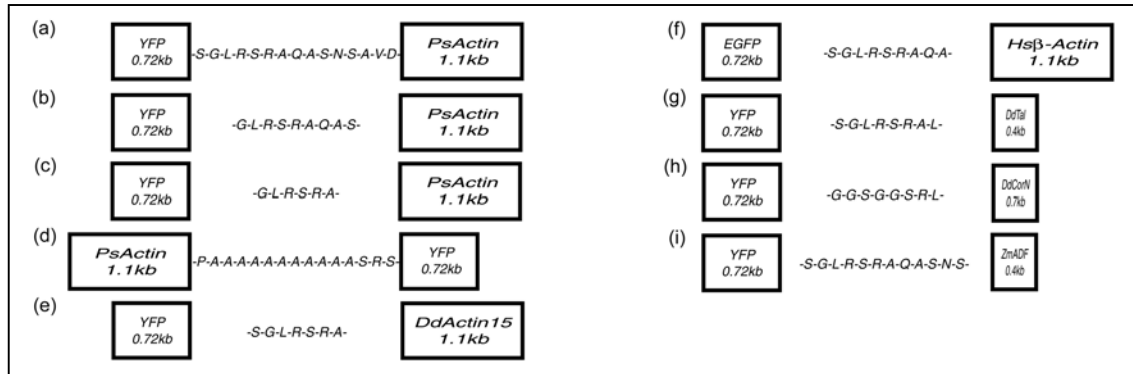 (a)
YFP
0.72kb
-S-G-L-R-S-R-A-Q-A-S-N-S-A-V-D-
PsActin
1.1kb
(b)
YFP
0.72kb
-G-L-R-S-R-A-Q-A-S-
PsActin
1.1kb
(c)
YFP
0.72kb
-G-L-R-S-R-A-
PsActin
1.1kb
(d)
PsActin
1.1kb
-P-A-A-A-A-A-A-A-A-A-A-A-S-R-S-
YFP
0.72kb
(e)
YFP
0.72kb
-S-G-L-R-S-R-A-
DdActin15
1.1kb
(f)
EGFP
0.72kb
-S-G-L-R-S-R-A-Q-A-
Hsβ-Actin
1.1kb
(g)
YFP
0.72kb
-S-G-L-R-S-R-A-L-
DdTal
0.4kb
(h)
YFP
0.72kb
-G-G-S-G-G-S-R-L-
DdCorN
0.7kb
(i)
YFP
0.72kb
-S-G-L-R-S-R-A-Q-A-S-N-S-
ZmADF
0.4kb